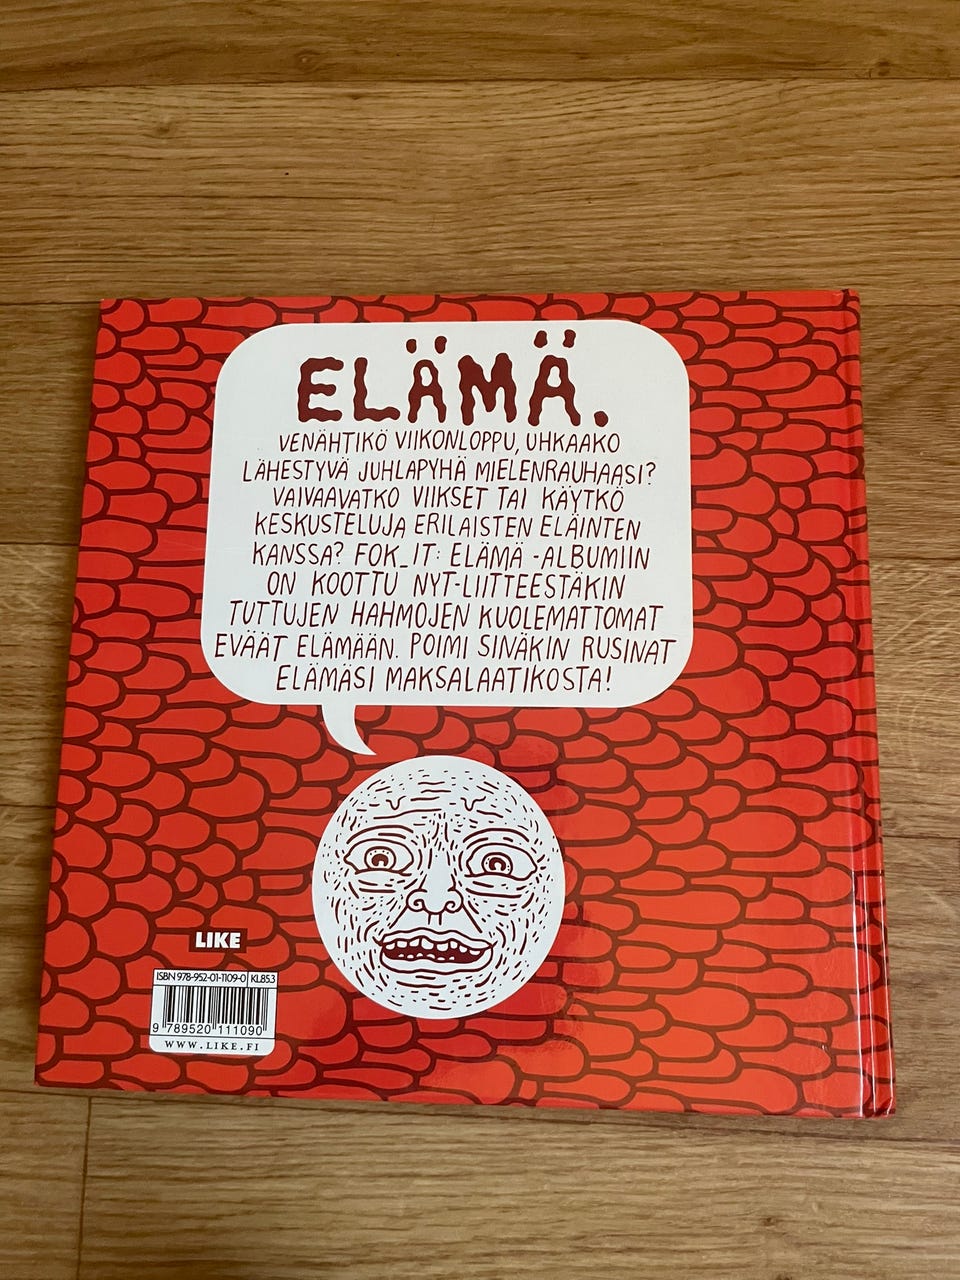 ELÄMÄ.
VENÄHTIKÖ VIIKONLOPPU, UHKAAKO
LÄHESTYVÄ JUHLAPYHÄ MIELENRAUHAASI?
VAIVAAVATKO VIIKSET TAI KÄYTKÖ
KESKUSTELUJA ERILAISTEN ELÄINTEN
KANSSA? FOK_IT: ELÄMÄ -ALBUMIIN
ON KOOTTU NYT-LIITTEESTÄKIN
TUTTUJEN HAHMOJEN KUOLEMATTOMAT
EVÄÄT ELÄMÄÄN. POIMI SINÄKIN RUSINAT
ELÄMÄSI MAKSALAATIKOSTA!
LIKE
ISBN 978-952-01-1109-0 KL85.3
9 789520 111090
WWW.LIKE.FI